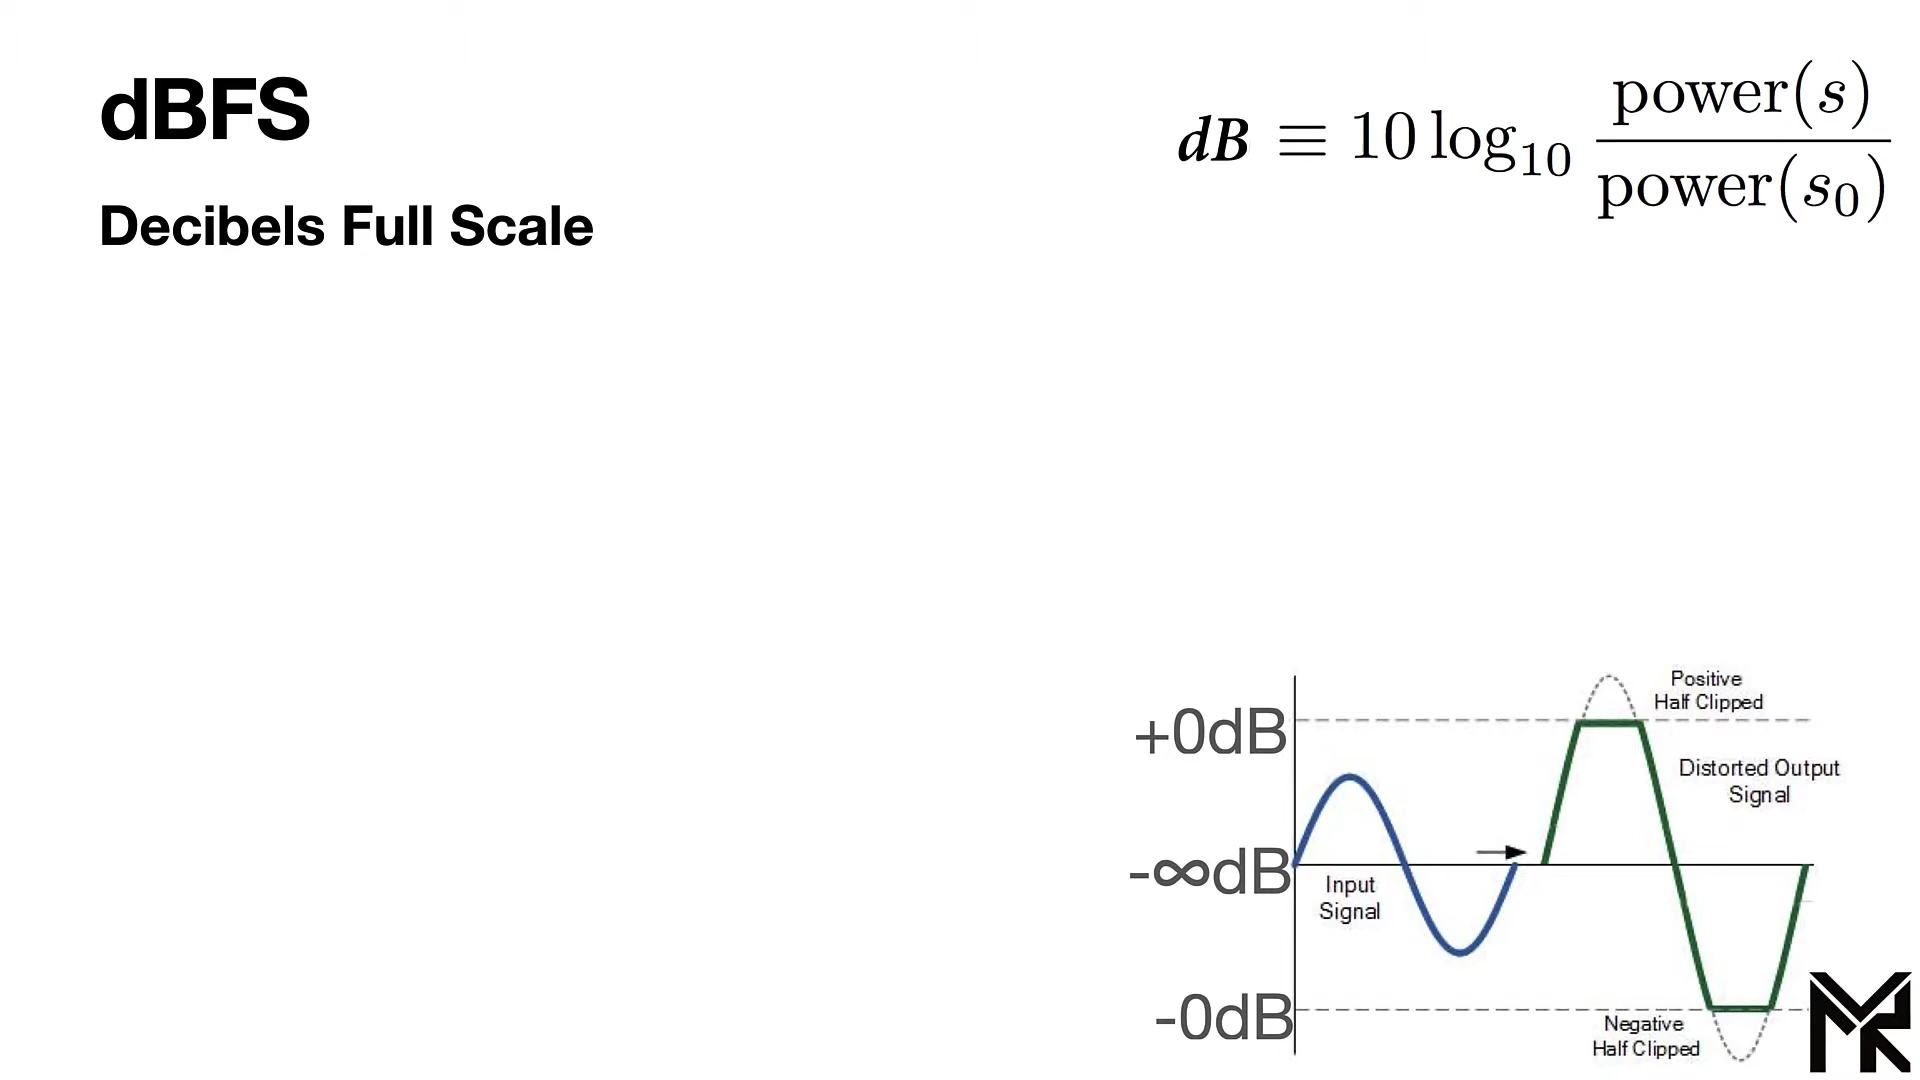 dBFS
Decibels Full Scale
dB ≡ 10 log₁₀ power(s) / power(s₀)
Positive
Half Clipped
+0dB
Distorted Output
Signal
-∞dB
Input
Signal
-0dB
Negative
Half Clipped
MK